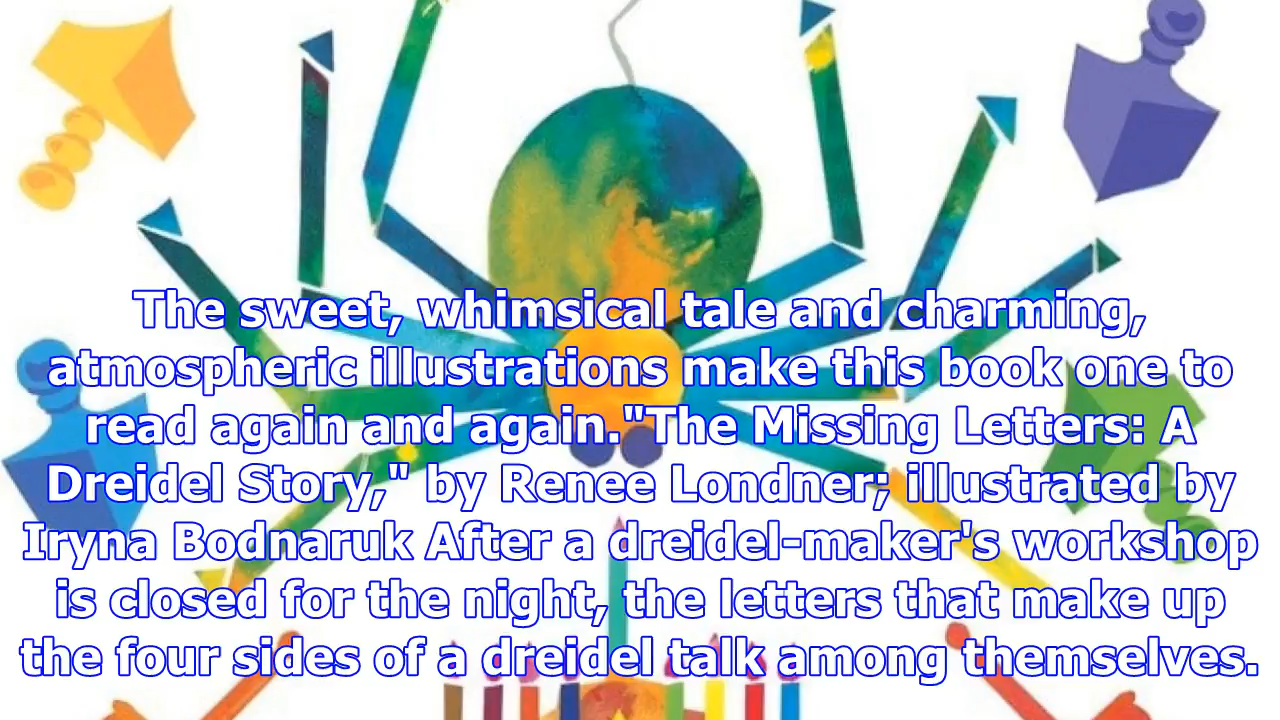 The sweet, whimsical tale and charming,
atmospheric illustrations make this book one to
read again and again."The Missing Letters: A
Dreidel Story," by Renee Londner; illustrated by
Iryna Bodnaruk After a dreidel-maker's workshop
is closed for the night, the letters that make up
the four sides of a dreidel talk among themselves.